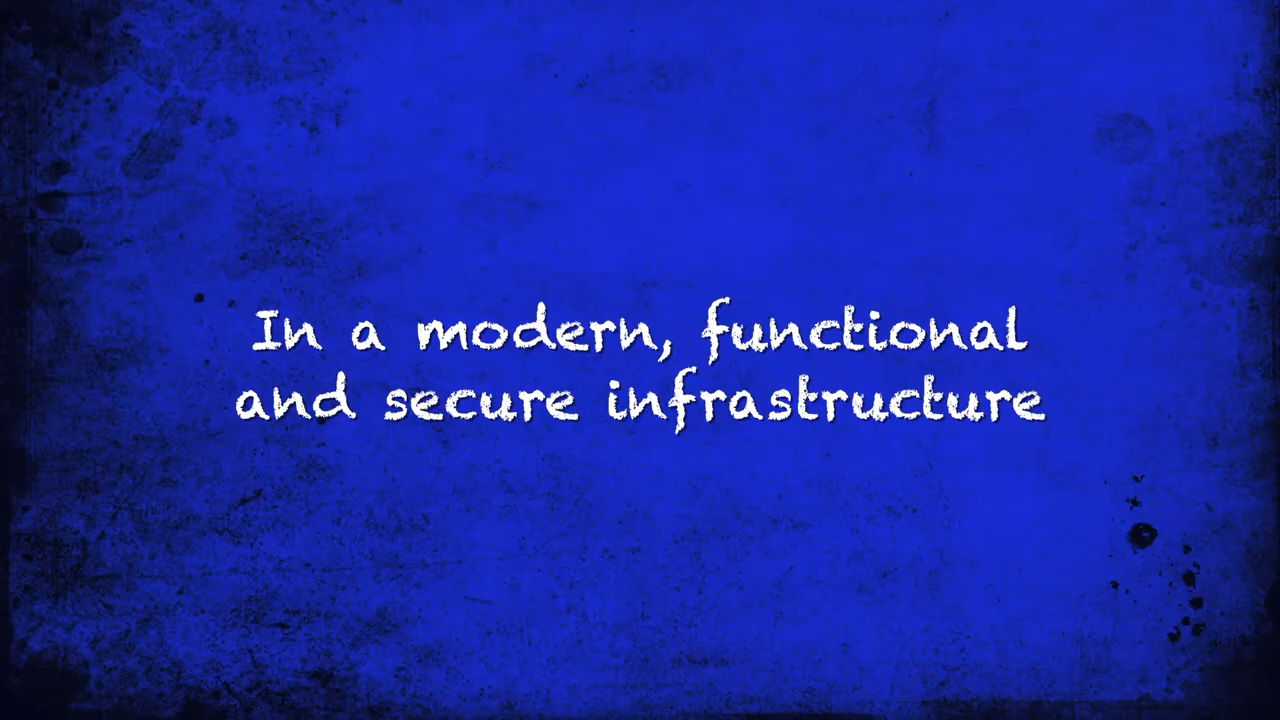 In a modern, functional
and secure infrastructure